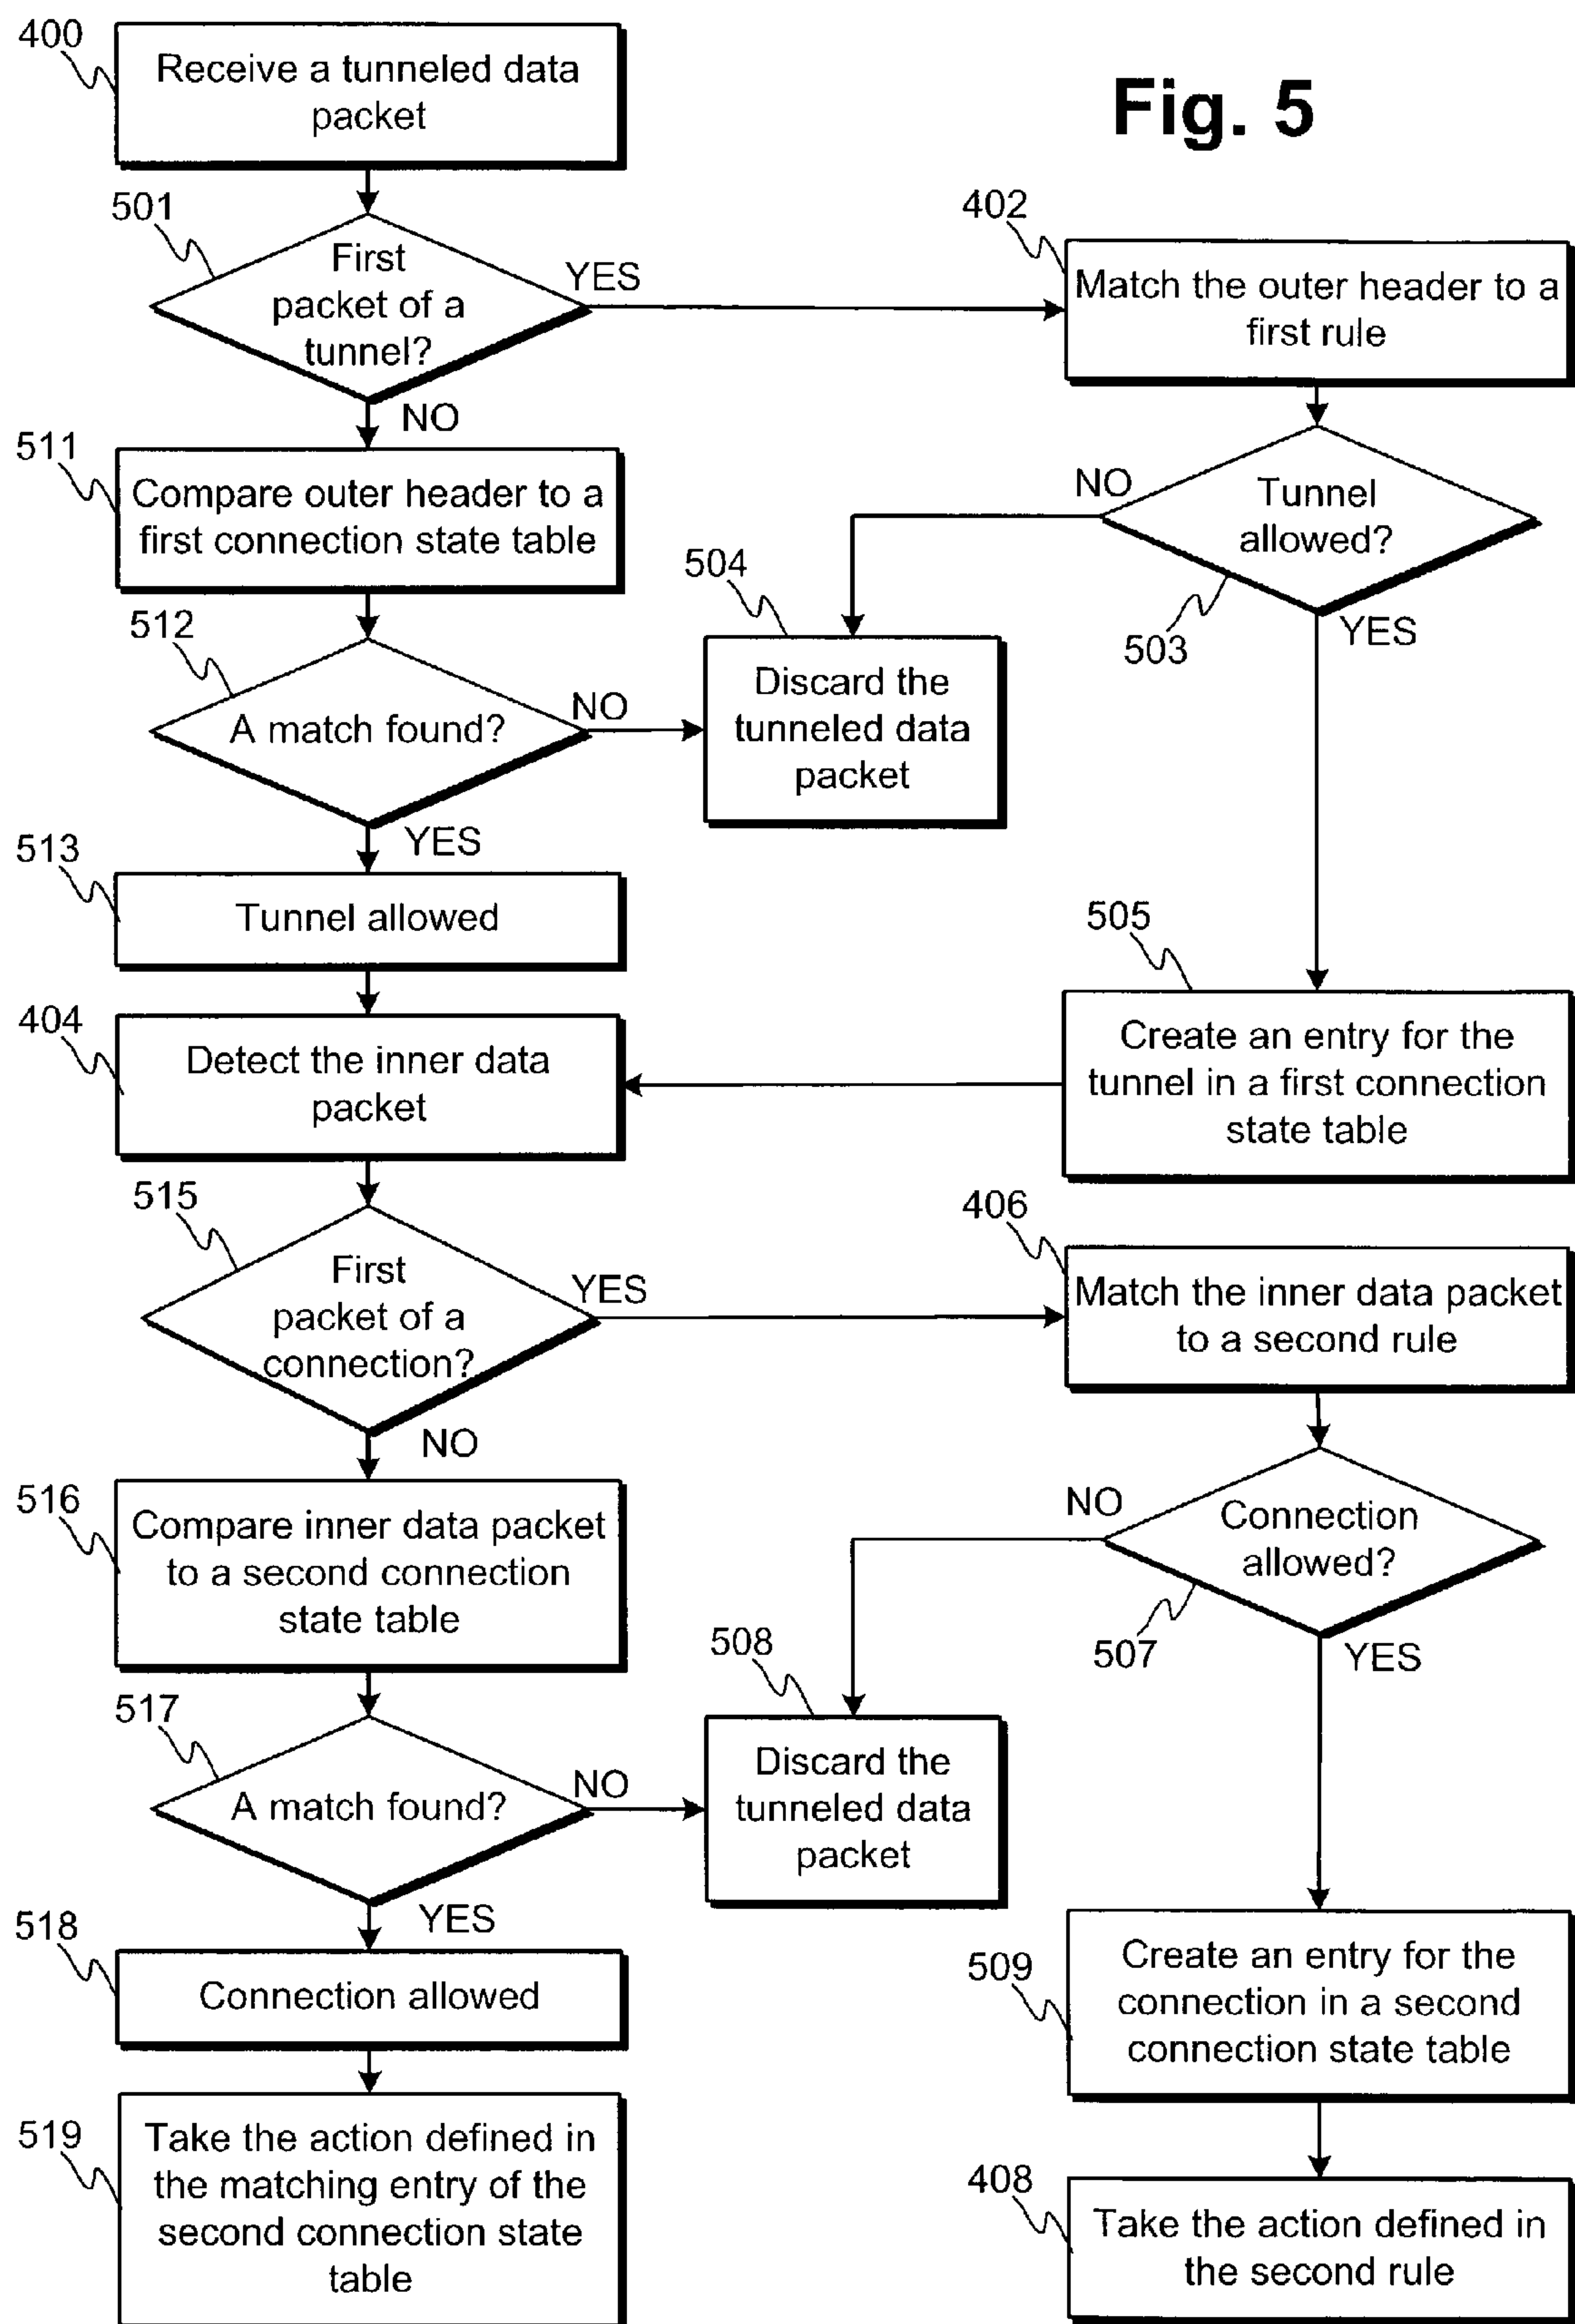 Fig. 5
400
Receive a tunneled data
packet
501
First
packet of a
tunnel?
YES
NO
402
Match the outer header to a
first rule
511
Compare outer header to a
first connection state table
NO
Tunnel
allowed?
503
YES
504
Discard the
tunneled data
packet
512
A match found?
NO
YES
513
Tunnel allowed
505
Create an entry for the
tunnel in a first connection
state table
404
Detect the inner data
packet
515
First
packet of a
connection?
YES
NO
406
Match the inner data packet
to a second rule
516
Compare inner data packet
to a second connection
state table
NO
Connection
allowed?
507
YES
508
Discard the
tunneled data
packet
517
A match found?
NO
YES
518
Connection allowed
509
Create an entry for the
connection in a second
connection state table
519
Take the action defined in
the matching entry of the
second connection state
table
408
Take the action defined in
the second rule